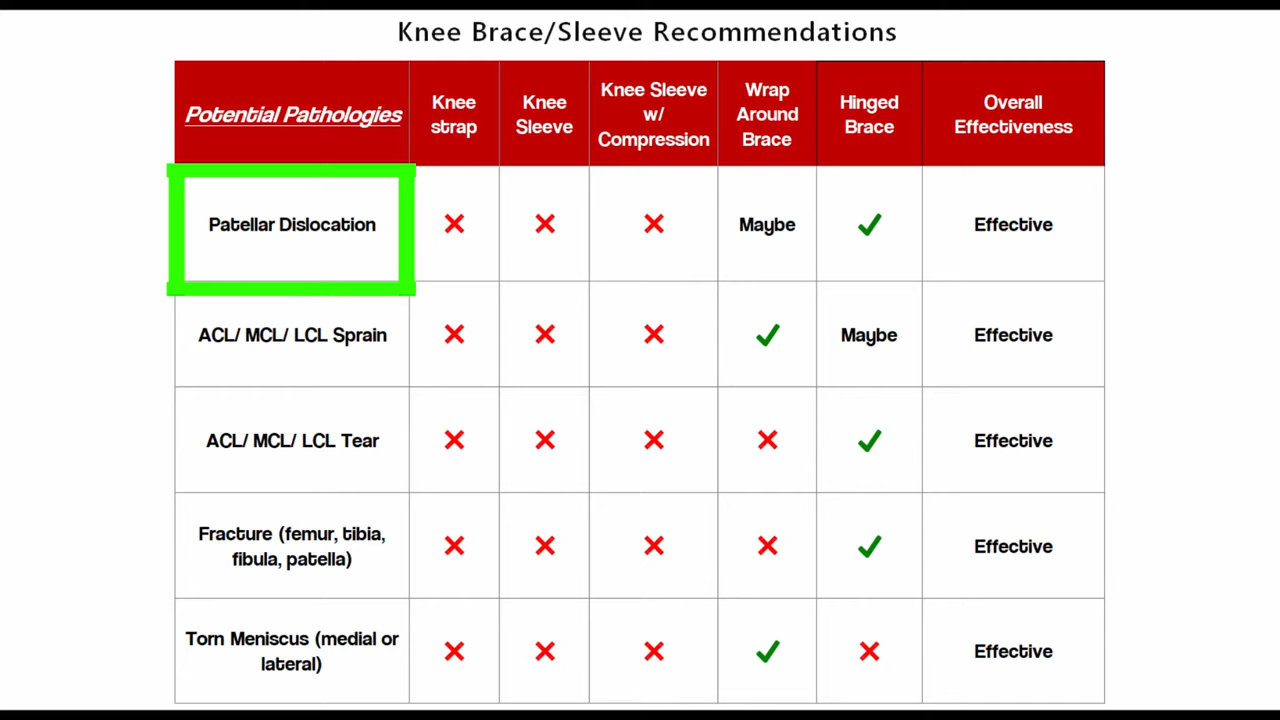 Knee Brace/Sleeve Recommendations
Potential Pathologies
Knee
strap
Knee
Sleeve
Knee Sleeve
w/
Compression
Wrap
Around
Brace
Hinged
Brace
Overall
Effectiveness
Patellar Dislocation
Maybe
Effective
ACL/ MCL/ LCL Sprain
Maybe
Effective
ACL/ MCL/ LCL Tear
Effective
Fracture (femur, tibia,
fibula, patella)
Effective
Torn Meniscus (medial or
lateral)
Effective